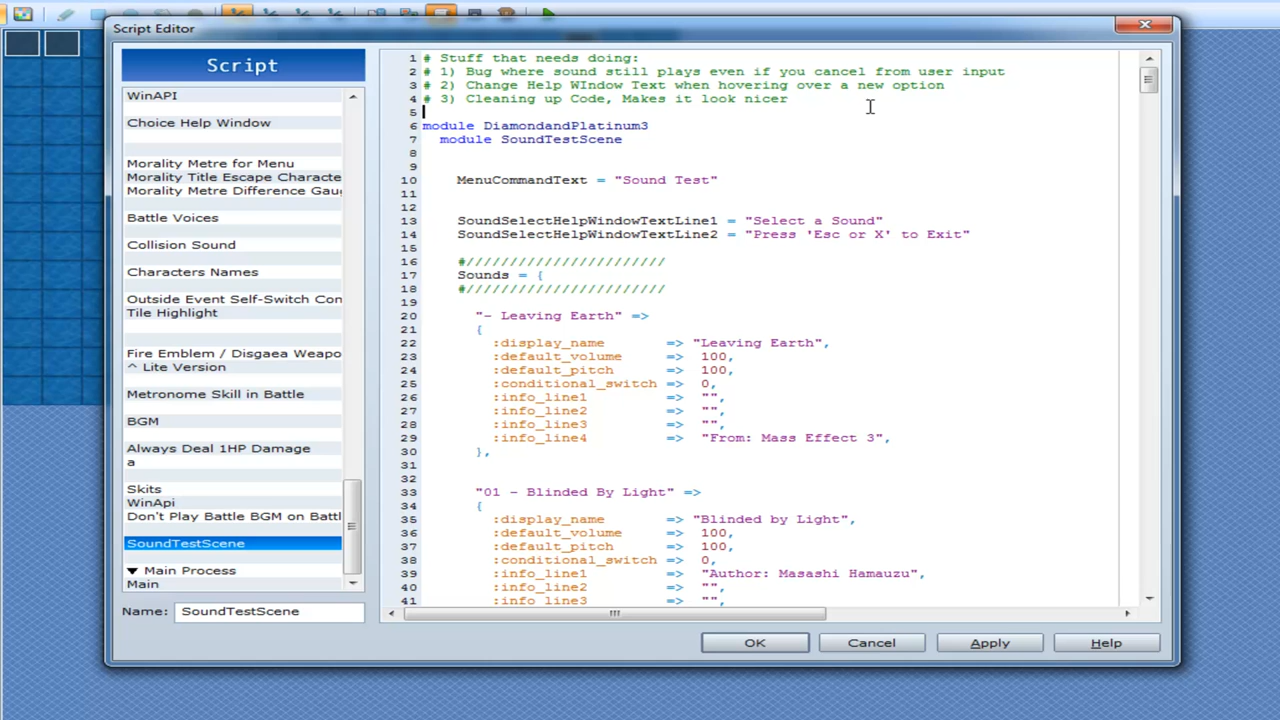 Script Editor
Script
WinAPI
Choice Help Window
Morality Metre for Menu
Morality Title Escape Characte
Morality Metre Difference Gau
Battle Voices
Collision Sound
Characters Names
Outside Event Self-Switch Con
Tile Highlight
Fire Emblem / Disgaea Weapo
^ Lite Version
Metronome Skill in Battle
BGM
Always Deal 1HP Damage
a
Skits
WinApi
Don't Play Battle BGM on Battl
SoundTestScene
▼ Main Process
Main
Name: SoundTestScene
1 # Stuff that needs doing:
2 # 1) Bug where sound still plays even if you cancel from user input
3 # 2) Change Help WIndow Text when hovering over a new option
4 # 3) Cleaning up Code, Makes it look nicer
5
6 module DiamondandPlatinum3
7 module SoundTestScene
8
9
10 MenuCommandText = "Sound Test"
11
12
13 SoundSelectHelpWindowTextLine1 = "Select a Sound"
14 SoundSelectHelpWindowTextLine2 = "Press 'Esc or X' to Exit"
15
16 #///////////////////////
17 Sounds = {
18 #///////////////////////
19
20 "- Leaving Earth" =>
21 {
22 :display_name => "Leaving Earth",
23 :default_volume => 100,
24 :default_pitch => 100,
25 :conditional_switch => 0,
26 :info_line1 => "",
27 :info_line2 => "",
28 :info_line3 => "",
29 :info_line4 => "From: Mass Effect 3",
30 },
31
32
33 "01 - Blinded By Light" =>
34 {
35 :display_name => "Blinded by Light",
36 :default_volume => 100,
37 :default_pitch => 100,
38 :conditional_switch => 0,
39 :info_line1 => "Author: Masashi Hamauzu",
40 :info_line2 => "",
41 :info_line3 => "",
OK
Cancel
Apply
Help